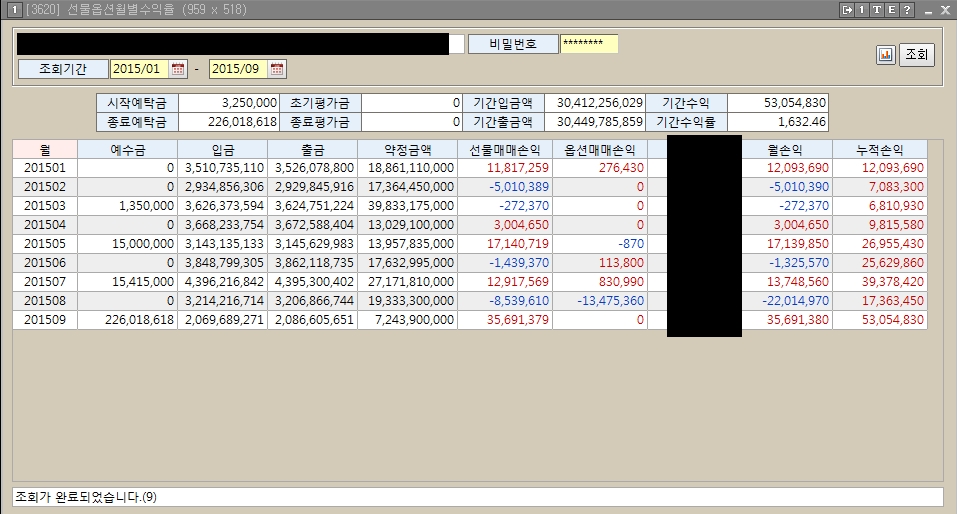 1 [3620] 선물옵션월별수익율 (959 x 518) 1 T E ?
비밀번호 ********
조회기간 2015/01 - 2015/09 조회
시작예탁금 3,250,000 초기평가금 0 기간입금액 30,412,256,029 기간수익 53,054,830
종료예탁금 226,018,618 종료평가금 0 기간출금액 30,449,785,859 기간수익률 1,632.46
월 예수금 입금 출금 약정금액 선물매매손익 옵션매매손익 월손익 누적손익
201501 0 3,510,735,110 3,526,078,800 18,861,110,000 11,817,259 276,430 12,093,690 12,093,690
201502 0 2,934,856,306 2,929,845,916 17,364,450,000 -5,010,389 0 -5,010,390 7,083,300
201503 1,350,000 3,626,373,594 3,624,751,224 39,833,175,000 -272,370 0 -272,370 6,810,930
201504 0 3,668,233,754 3,672,588,404 13,029,100,000 3,004,650 0 3,004,650 9,815,580
201505 15,000,000 3,143,135,133 3,145,629,983 13,957,835,000 17,140,719 -870 17,139,850 26,955,430
201506 0 3,848,799,305 3,862,118,735 17,632,995,000 -1,439,370 113,800 -1,325,570 25,629,860
201507 15,415,000 4,396,216,842 4,395,300,402 27,171,810,000 12,917,569 830,990 13,748,560 39,378,420
201508 0 3,214,216,714 3,206,866,744 19,333,300,000 -8,539,610 -13,475,360 -22,014,970 17,363,450
201509 226,018,618 2,069,689,271 2,086,605,651 7,243,900,000 35,691,379 0 35,691,380 53,054,830
조회가 완료되었습니다.(9)